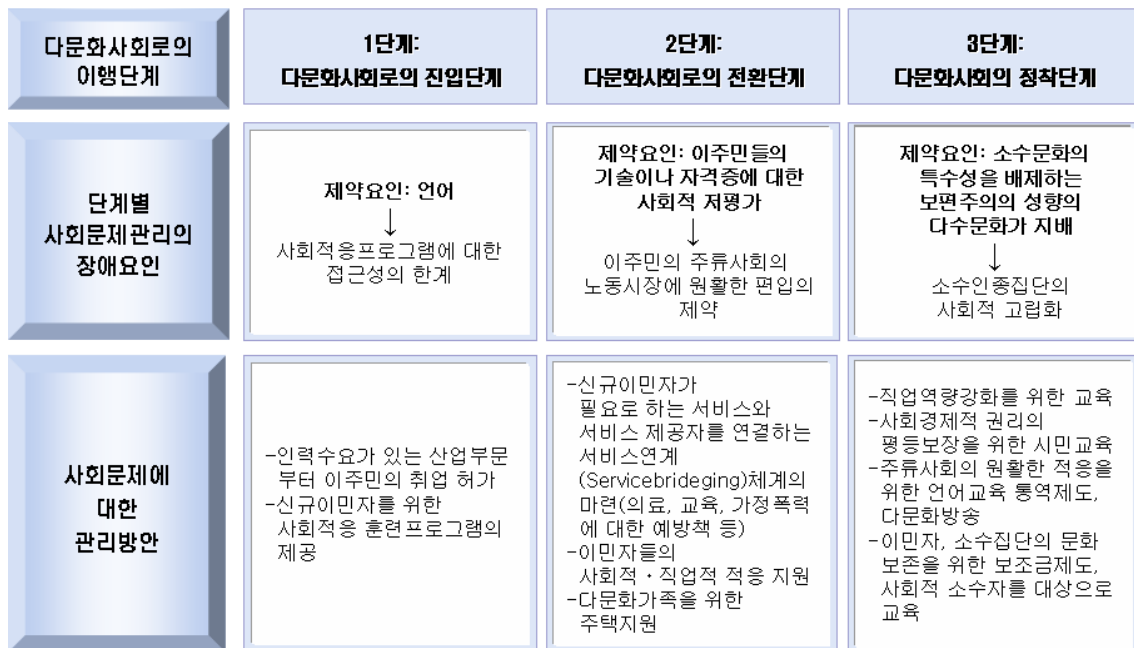 다문화사회로의
이행단계
1단계:
다문화사회로의 진입단계
2단계:
다문화사회로의 전환단계
3단계:
다문화사회의 정착단계
단계별
사회문제관리의
장애요인
제약요인: 언어
↓
사회적응프로그램에 대한
접근성의 한계
제약요인: 이주민들의
기술이나 자격증에 대한
사회적 저평가
↓
이주민의 주류사회의
노동시장에 원활한 편입의
제약
제약요인: 소수문화의
특수성을 배제하는
보편주의의 성향의
다수문화가 지배
↓
소수인종집단의
사회적 고립화
사회문제에
대한
관리방안
-인력수요가 있는 산업부문
부터 이주민의 취업 허가
-신규이민자를 위한
사회적응 훈련프로그램의
제공
-신규이민자가
필요로 하는 서비스와
서비스 제공자를 연결하는
서비스연계
(Servicebrideging)체계의
마련(의료, 교육, 가정폭력
에 대한 예방책 등)
-이민자들의
사회적·직업적 적응 지원
-다문화가족을 위한
주택지원
-직업역량강화를 위한 교육
-사회경제적 권리의
평등보장을 위한 시민교육
-주류사회의 원활한 적응을
위한 언어교육 통역제도,
다문화방송
-이민자, 소수집단의 문화
보존을 위한 보조금제도,
사회적 소수자를 대상으로
교육